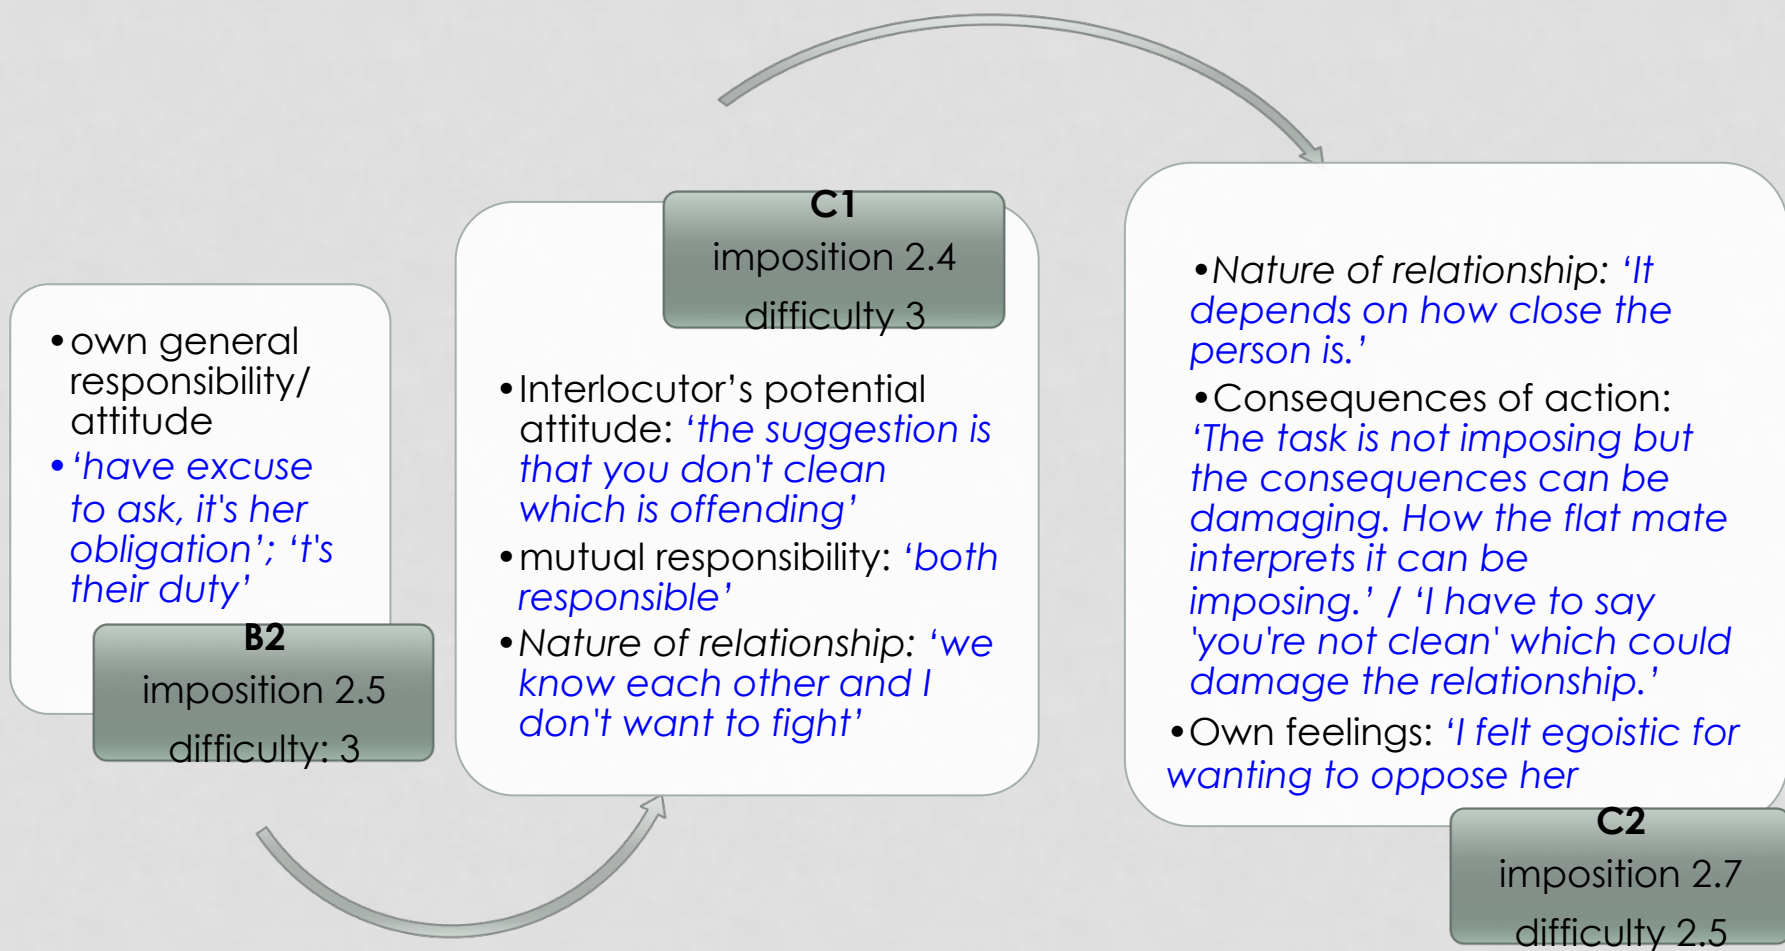 •own general
responsibility/
attitude
•‘have excuse
to ask, it's her
obligation’; ‘t's
their duty’
B2
imposition 2.5
difficulty: 3
C1
imposition 2.4
difficulty 3
•Interlocutor’s potential
attitude: ‘the suggestion is
that you don't clean
which is offending’
•mutual responsibility: ‘both
responsible’
•Nature of relationship: ‘we
know each other and I
don't want to fight’
•Nature of relationship: ‘It
depends on how close the
person is.’
•Consequences of action:
‘The task is not imposing but
the consequences can be
damaging. How the flat mate
interprets it can be
imposing.’ / ‘I have to say
'you're not clean' which could
damage the relationship.’
•Own feelings: ‘I felt egoistic for
wanting to oppose her
C2
imposition 2.7
difficulty 2.5